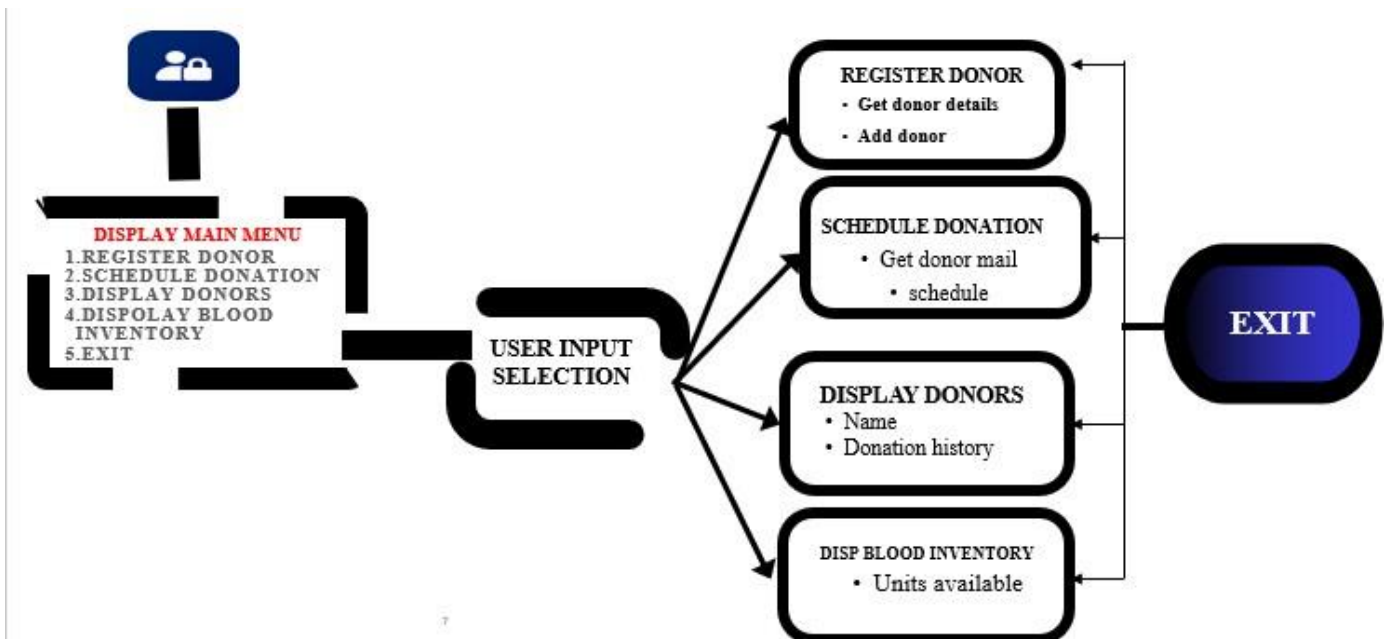 DISPLAY MAIN MENU
1.REGISTER DONOR
2.SCHEDULE DONATION
3.DISPLAY DONORS
4.DISPOLAY BLOOD
INVENTORY
5.EXIT
USER INPUT
SELECTION
REGISTER DONOR
- Get donor details
- Add donor
SCHEDULE DONATION
• Get donor mail
• schedule
DISPLAY DONORS
• Name
• Donation history
DISP BLOOD INVENTORY
• Units available
EXIT
7